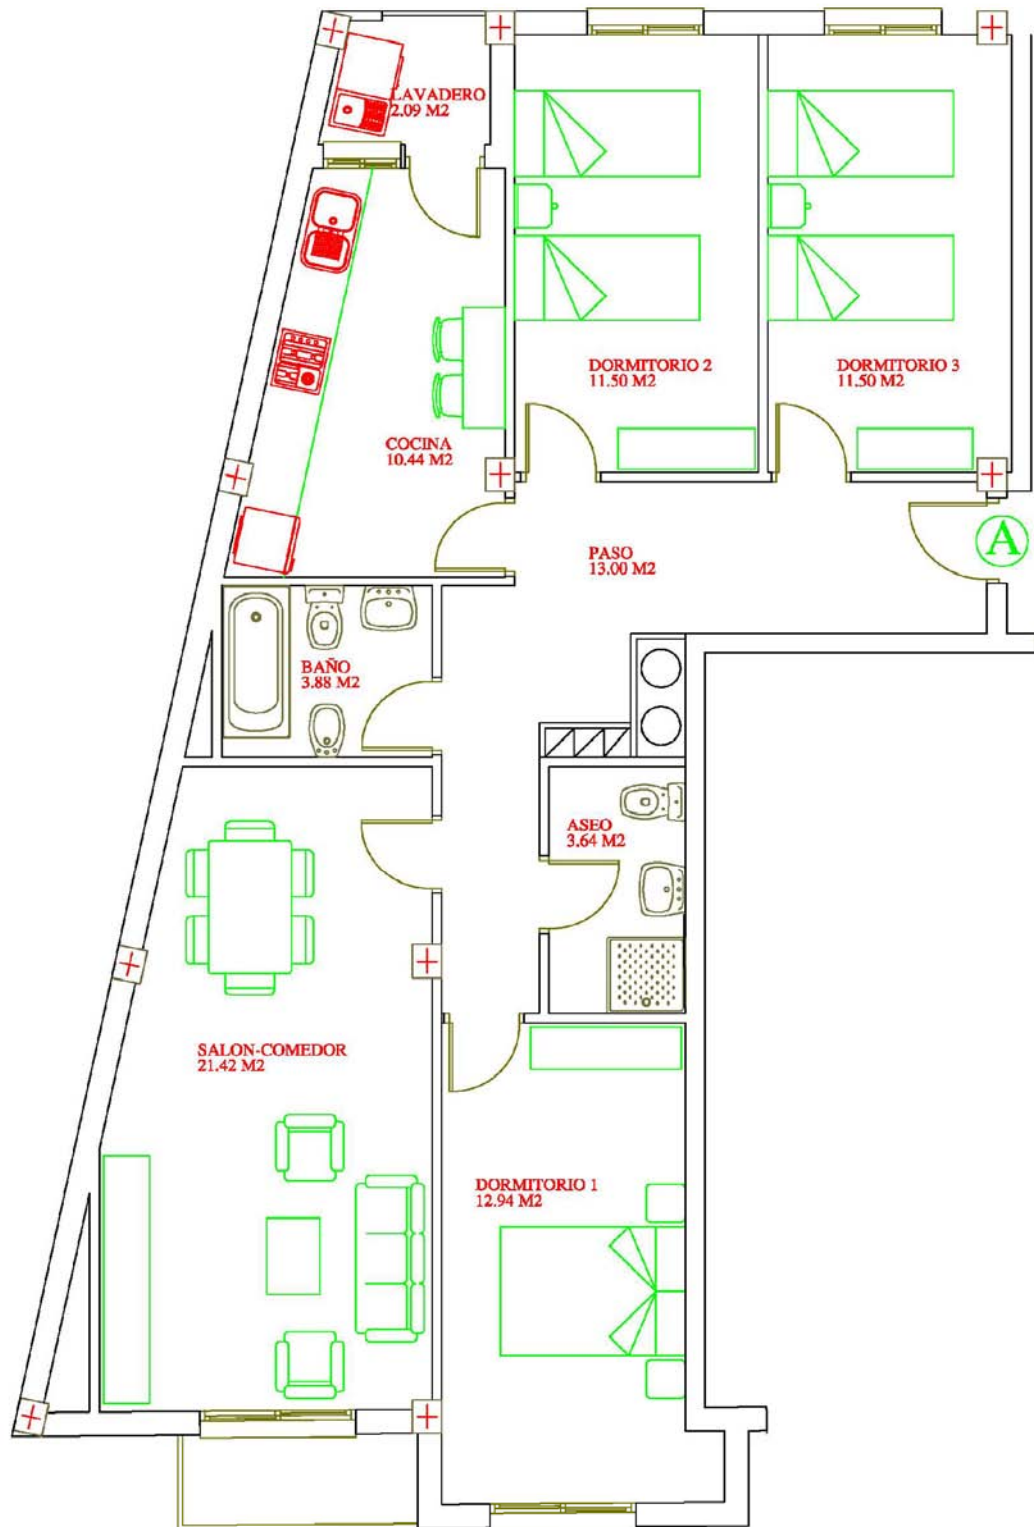 LAVADERO
2.09 M2
DORMITORIO 2
11.50 M2
DORMITORIO 3
11.50 M2
COCINA
10.44 M2
PASO
13.00 M2
A
BAÑO
3.88 M2
ASEO
3.64 M2
SALON-COMEDOR
21.42 M2
DORMITORIO 1
12.94 M2